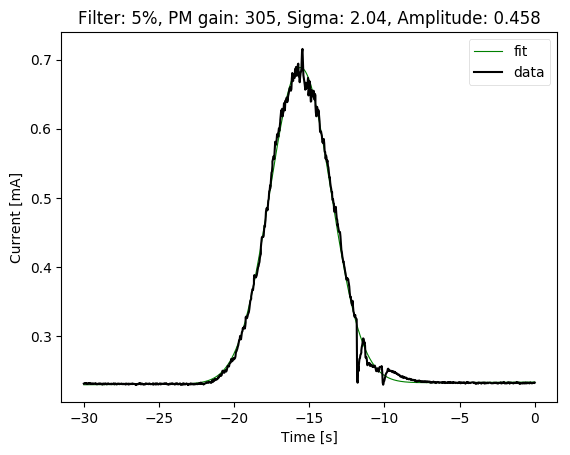 Filter: 5%, PM gain: 305, Sigma: 2.04, Amplitude: 0.458
fit
data
0.7
0.6
0.5
0.4
0.3
Current [mA]
−30
−25
−20
−15
−10
−5
0
Time [s]